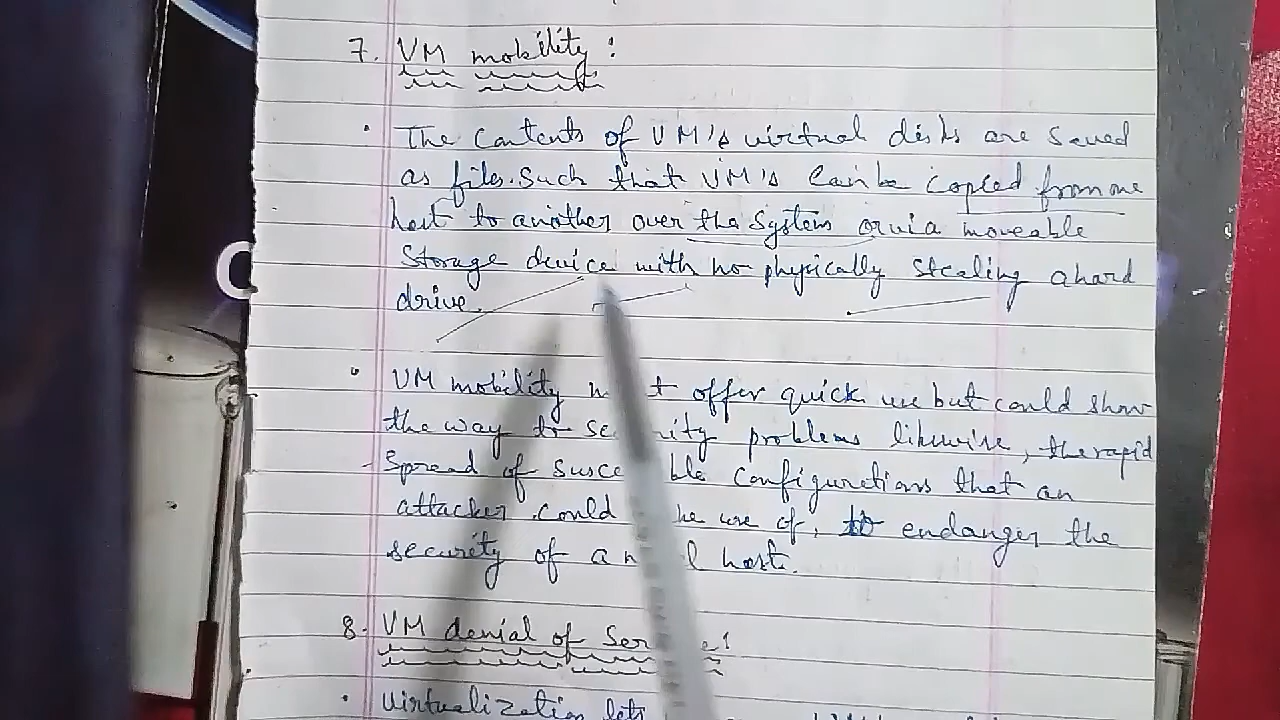 7. VM mobility:
• The contents of VM's virtual disks are saved
as files. Such that VM's can be copied from one
host to another over the system or via moveable
storage device with no physically stealing a hard
drive.
• VM mobility offer quick use but could show
the way to security problems likewise, the rapid
spread of configurations that an
attacker could use of, to endanger the
security of a host.
8. VM denial of
• Virtualization lets
C